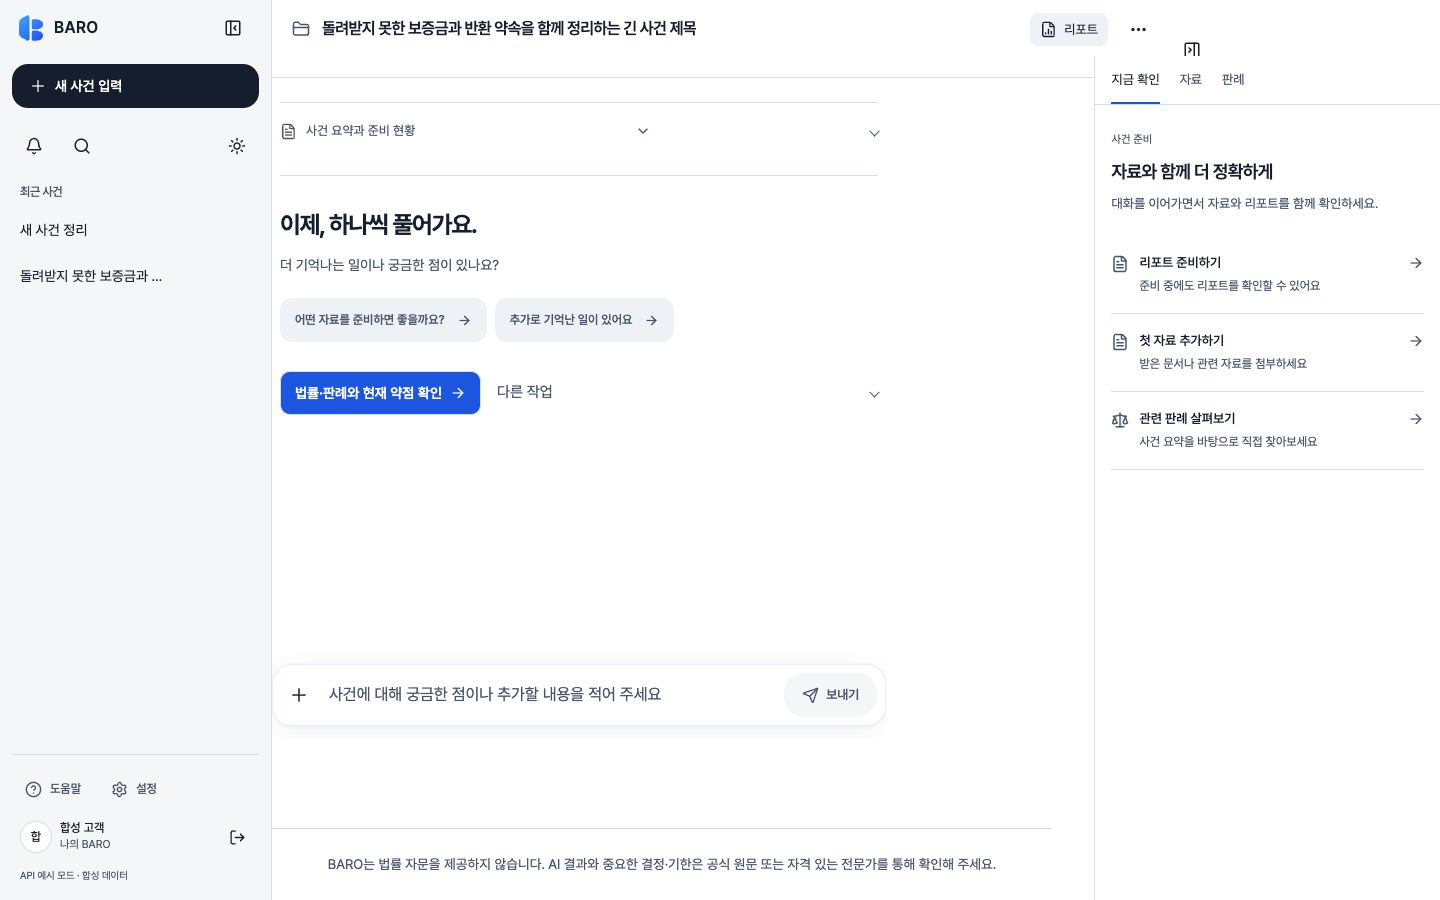 BARO
새 사건 입력
최근 사건
새 사건 정리
돌려받지 못한 보증금과 ...
도움말
설정
합
합성 고객
나의 BARO
API 예시 모드 · 합성 데이터
돌려받지 못한 보증금과 반환 약속을 함께 정리하는 긴 사건 제목
리포트
사건 요약과 준비 현황
이제, 하나씩 풀어가요.
더 기억나는 일이나 궁금한 점이 있나요?
어떤 자료를 준비하면 좋을까요?
추가로 기억난 일이 있어요
법률·판례와 현재 약점 확인
다른 작업
사건에 대해 궁금한 점이나 추가할 내용을 적어 주세요
보내기
BARO는 법률 자문을 제공하지 않습니다. AI 결과와 중요한 결정·기한은 공식 원문 또는 자격 있는 전문가를 통해 확인해 주세요.
지금 확인
자료
판례
사건 준비
자료와 함께 더 정확하게
대화를 이어가면서 자료와 리포트를 함께 확인하세요.
리포트 준비하기
준비 중에도 리포트를 확인할 수 있어요
첫 자료 추가하기
받은 문서나 관련 자료를 첨부하세요
관련 판례 살펴보기
사건 요약을 바탕으로 직접 찾아보세요